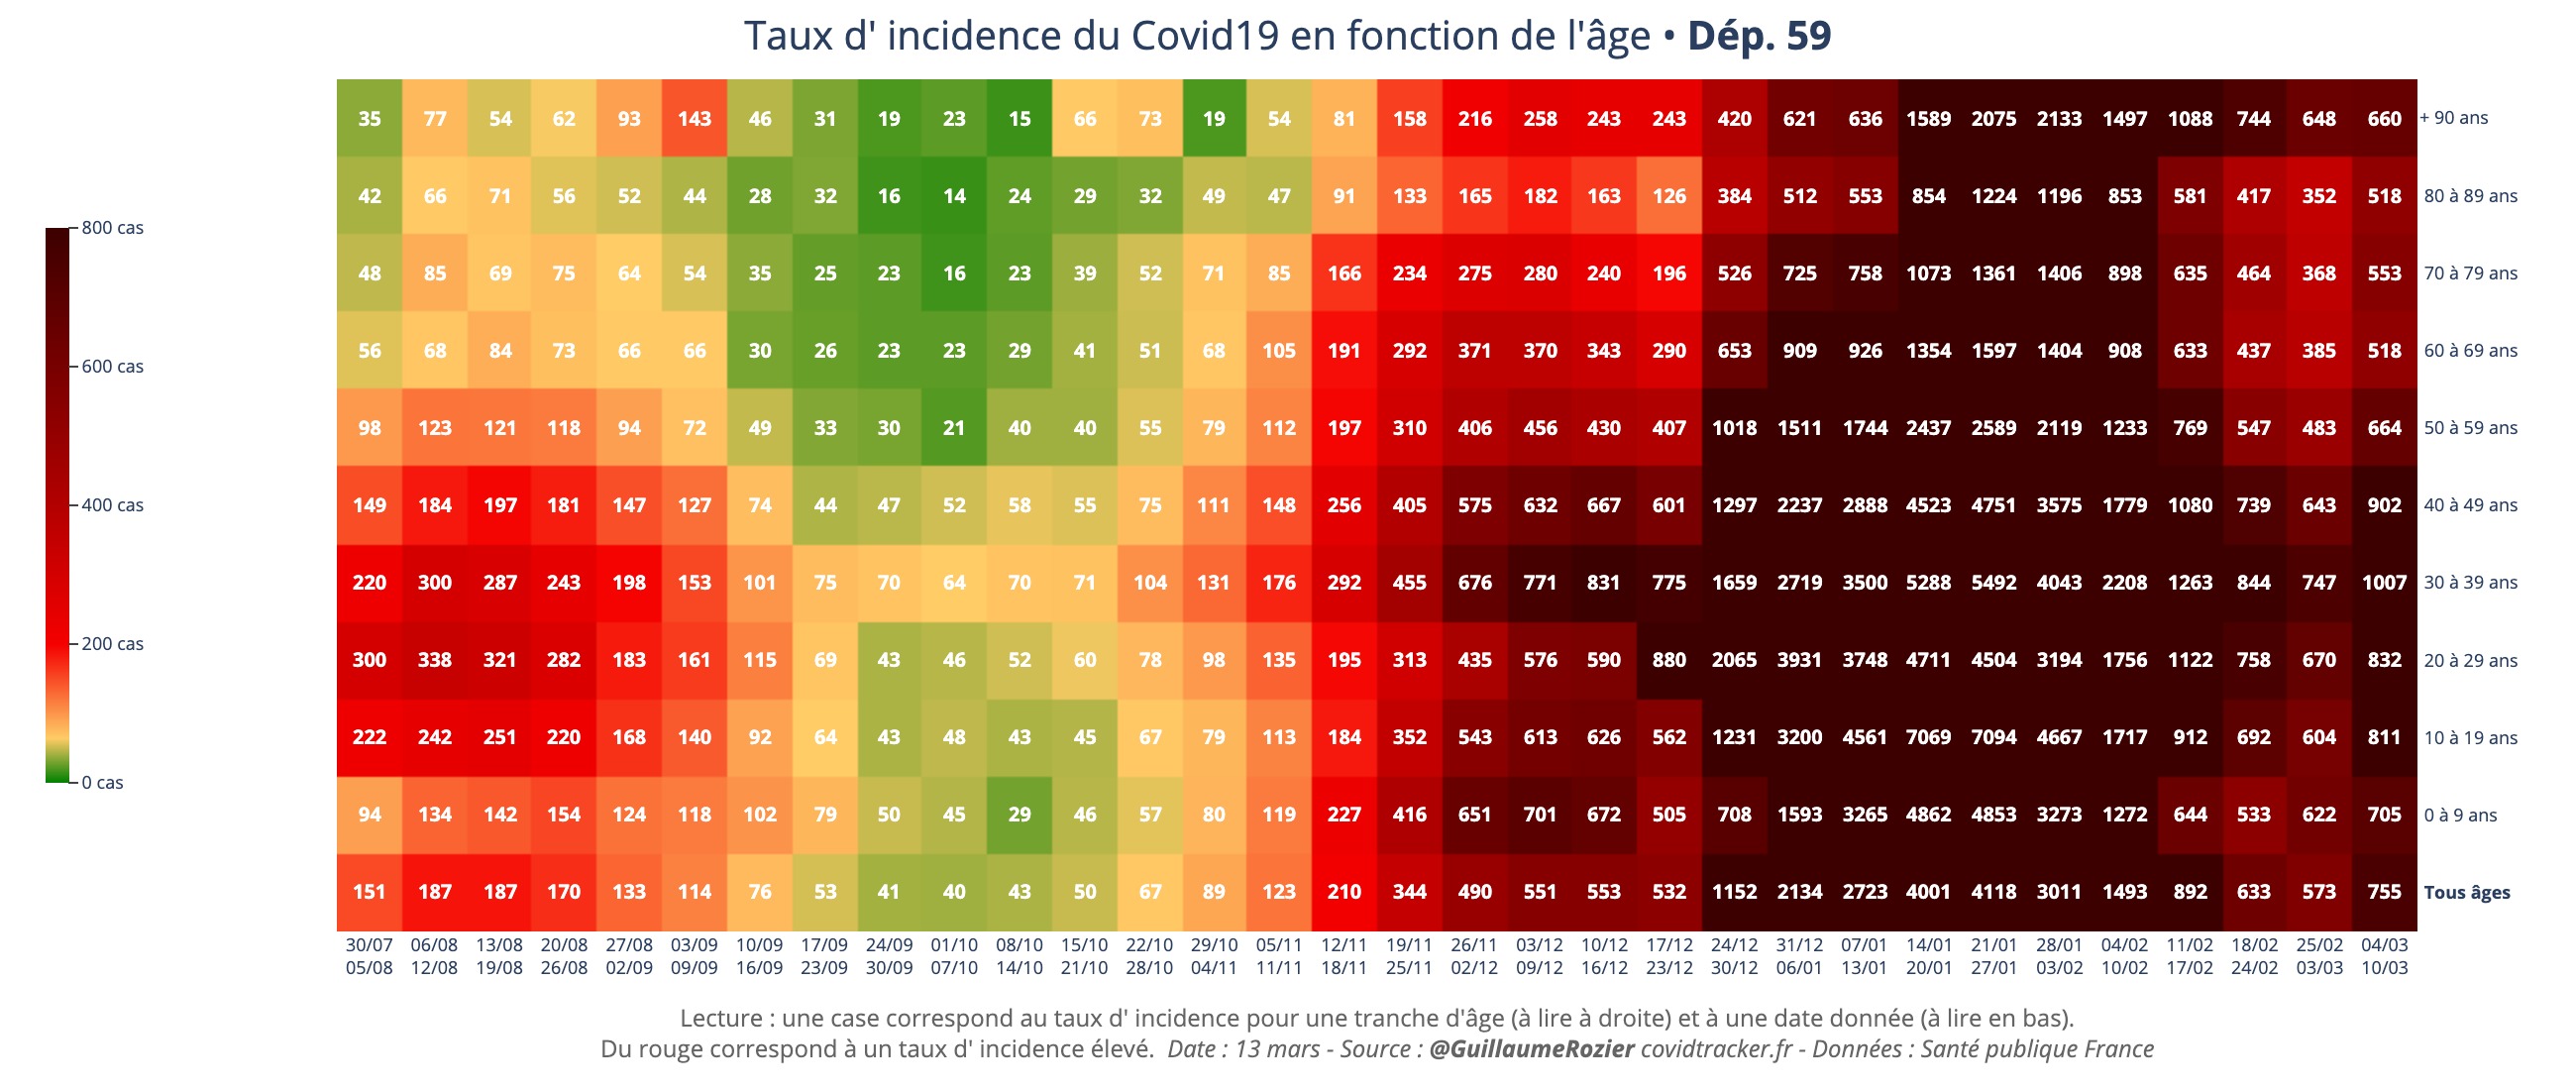 Taux d' incidence du Covid19 en fonction de l'âge • Dép. 59
35 77 54 62 93 143 46 31 19 23 15 66 73 19 54 81 158 216 258 243 243 420 621 636 1589 2075 2133 1497 1088 744 648 660 + 90 ans
42 66 71 56 52 44 28 32 16 14 24 29 32 49 47 91 133 165 182 163 126 384 512 553 854 1224 1196 853 581 417 352 518 80 à 89 ans
800 cas
48 85 69 75 64 54 35 25 23 16 23 39 52 71 85 166 234 275 280 240 196 526 725 758 1073 1361 1406 898 635 464 368 553 70 à 79 ans
56 68 84 73 66 66 30 26 23 23 29 41 51 68 105 191 292 371 370 343 290 653 909 926 1354 1597 1404 908 633 437 385 518 60 à 69 ans
600 cas
98 123 121 118 94 72 49 33 30 21 40 40 55 79 112 197 310 406 456 430 407 1018 1511 1744 2437 2589 2119 1233 769 547 483 664 50 à 59 ans
400 cas
149 184 197 181 147 127 74 44 47 52 58 55 75 111 148 256 405 575 632 667 601 1297 2237 2888 4523 4751 3575 1779 1080 739 643 902 40 à 49 ans
220 300 287 243 198 153 101 75 70 64 70 71 104 131 176 292 455 676 771 831 775 1659 2719 3500 5288 5492 4043 2208 1263 844 747 1007 30 à 39 ans
200 cas
300 338 321 282 183 161 115 69 43 46 52 60 78 98 135 195 313 435 576 590 880 2065 3931 3748 4711 4504 3194 1756 1122 758 670 832 20 à 29 ans
222 242 251 220 168 140 92 64 43 48 43 45 67 79 113 184 352 543 613 626 562 1231 3200 4561 7069 7094 4667 1717 912 692 604 811 10 à 19 ans
0 cas
94 134 142 154 124 118 102 79 50 45 29 46 57 80 119 227 416 651 701 672 505 708 1593 3265 4862 4853 3273 1272 644 533 622 705 0 à 9 ans
151 187 187 170 133 114 76 53 41 40 43 50 67 89 123 210 344 490 551 553 532 1152 2134 2723 4001 4118 3011 1493 892 633 573 755 Tous âges
30/07 06/08 13/08 20/08 27/08 03/09 10/09 17/09 24/09 01/10 08/10 15/10 22/10 29/10 05/11 12/11 19/11 26/11 03/12 10/12 17/12 24/12 31/12 07/01 14/01 21/01 28/01 04/02 11/02 18/02 25/02 04/03
05/08 12/08 19/08 26/08 02/09 09/09 16/09 23/09 30/09 07/10 14/10 21/10 28/10 04/11 11/11 18/11 25/11 02/12 09/12 16/12 23/12 30/12 06/01 13/01 20/01 27/01 03/02 10/02 17/02 24/02 03/03 10/03
Lecture : une case correspond au taux d' incidence pour une tranche d'âge (à lire à droite) et à une date donnée (à lire en bas).
Du rouge correspond à un taux d' incidence élevé. Date : 13 mars - Source : @GuillaumeRozier covidtracker.fr - Données : Santé publique France